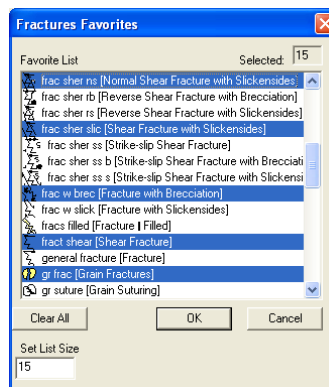 Fractures Favorites
Favorite List Selected: 15
frac sher ns [Normal Shear Fracture with Slickensides]
frac sher rb [Reverse Shear Fracture with Brecciation]
frac sher rs [Reverse Shear Fracture with Slickensides]
frac sher slic [Shear Fracture with Slickensides]
frac sher ss [Strike-slip Shear Fracture]
frac sher ss b [Strike-slip Shear Fracture with Brecciati
frac sher ss s [Strike-slip Shear Fracture with Slickensi
frac w brec [Fracture with Brecciation]
frac w slick [Fracture with Slickensides]
fracs filled [Fracture | Filled]
fract shear [Shear Fracture]
general fracture [Fracture]
gr frac [Grain Fractures]
gr suture [Grain Suturing]
Clear All OK Cancel
Set List Size
15